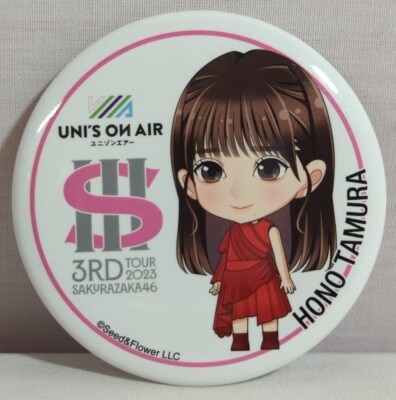 UNI'S ON AIR
ユニゾンエアー
3RD TOUR 2023
SAKURAZAKA46
©Seed&Flower LLC
HONO TAMURA